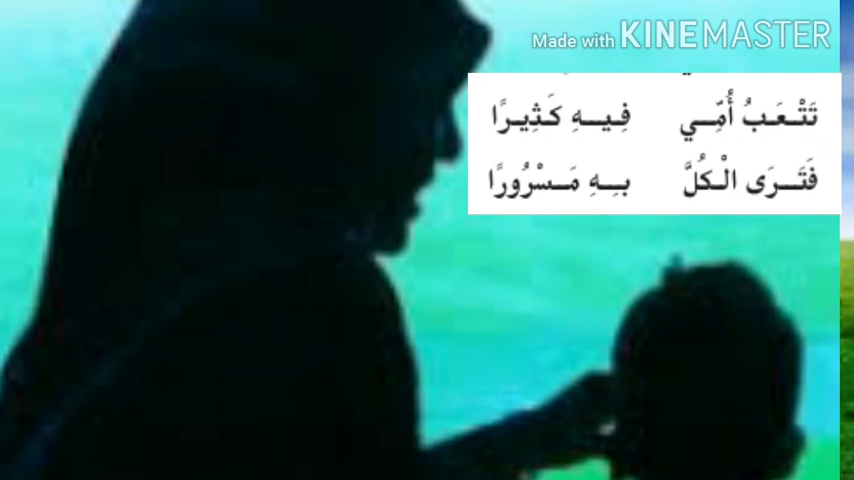 Made with KINEMASTER
تَتْعَبُ أُمِّي فِيهِ كَثِيرًا
فَتَرَى الْكُلَّ بِهِ مَسْرُورًا